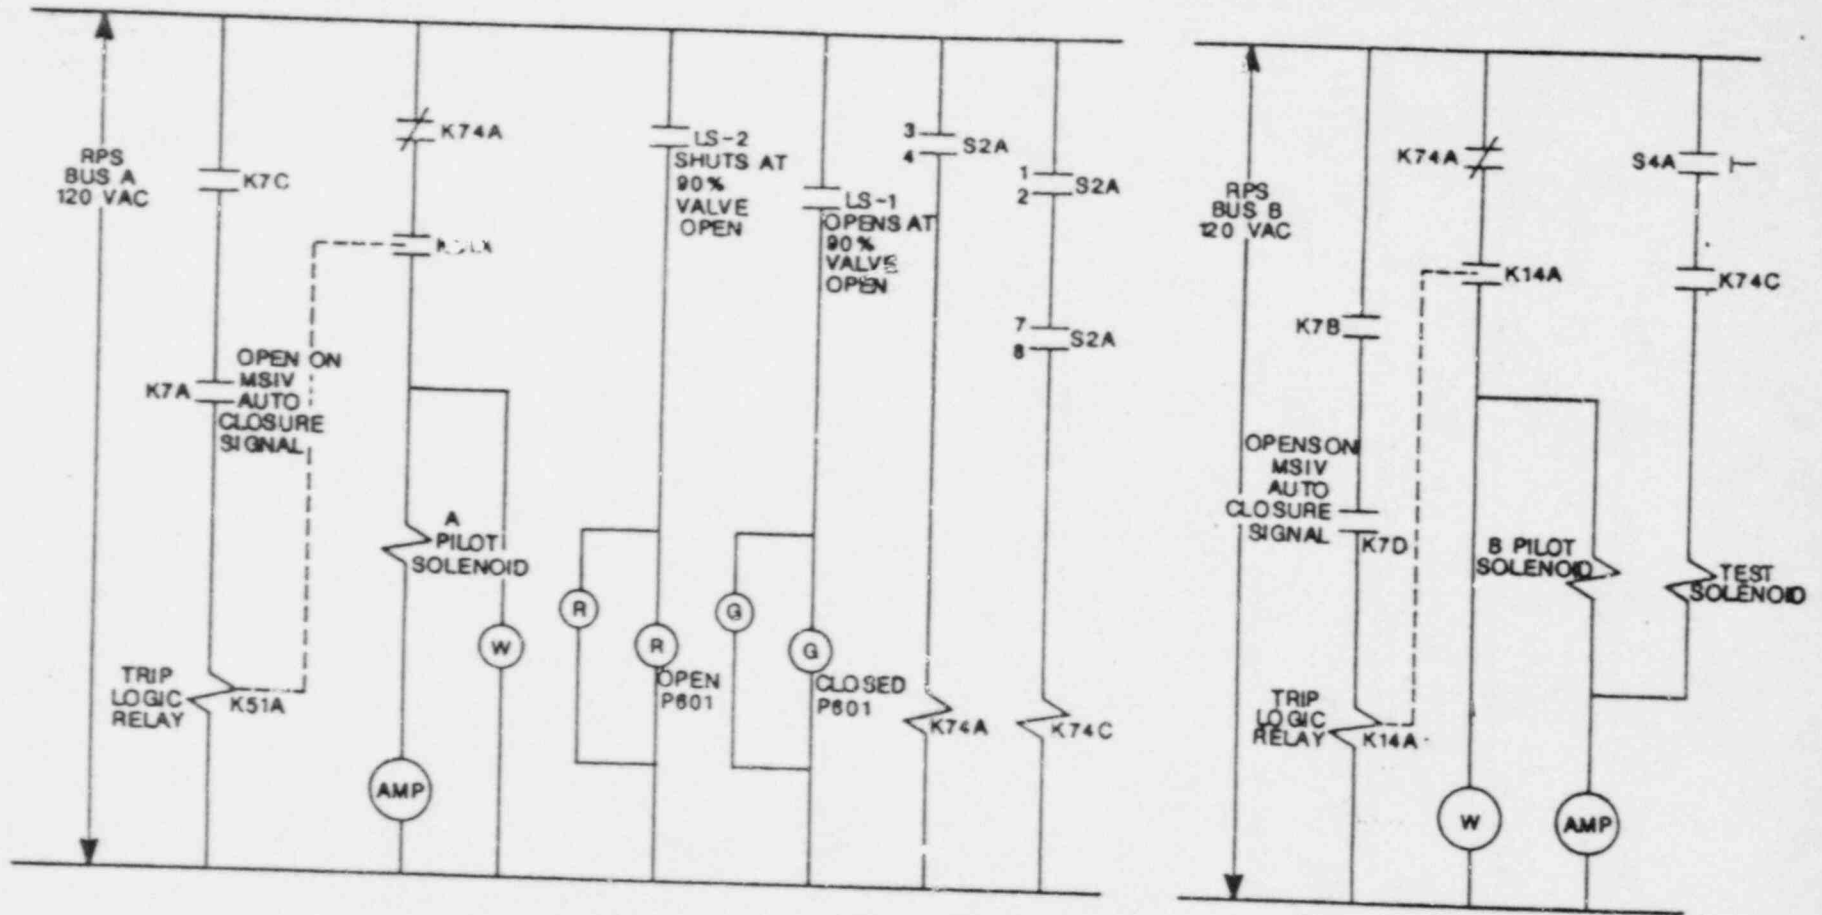 RPS
BUS A
120 VAC
K7C
K7A
OPEN ON
MSIV
AUTO
CLOSURE
SIGNAL
TRIP
LOGIC
RELAY
K51A
K74A
A
PILOT
SOLENOID
AMP
W
LS-2
SHUTS AT
90%
VALVE
OPEN
R
R
OPEN
P601
LS-1
OPENS AT
90%
VALVE
OPEN
G
G
CLOSED
P601
3
4
S2A
K74A
1
2
S2A
7
8
S2A
K74C
RPS
BUS B
120 VAC
K7B
OPENS ON
MSIV
AUTO
CLOSURE
SIGNAL
K7D
TRIP
LOGIC
RELAY
K14A
K74A
K14A
W
B PILOT
SOLENOID
AMP
S4A
K74C
TEST
SOLENOID